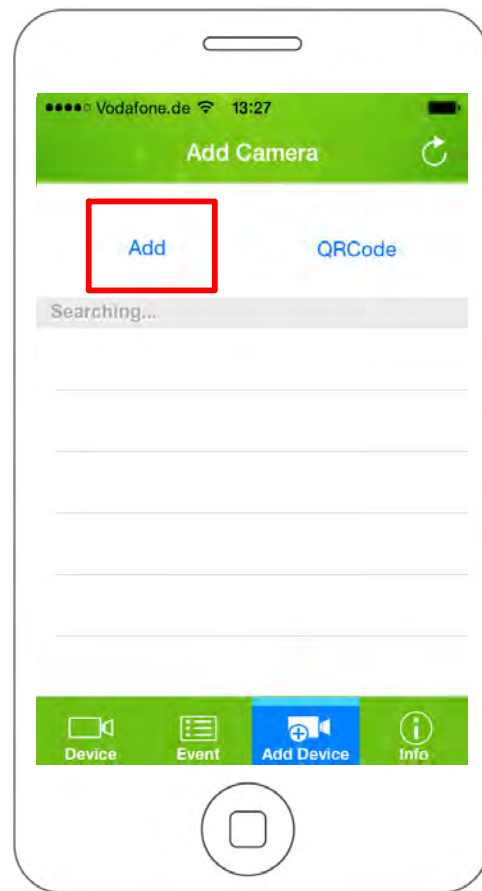 Vodafone.de 13:27
Add Camera
Add QRCode
Searching...
Device Event Add Device Info